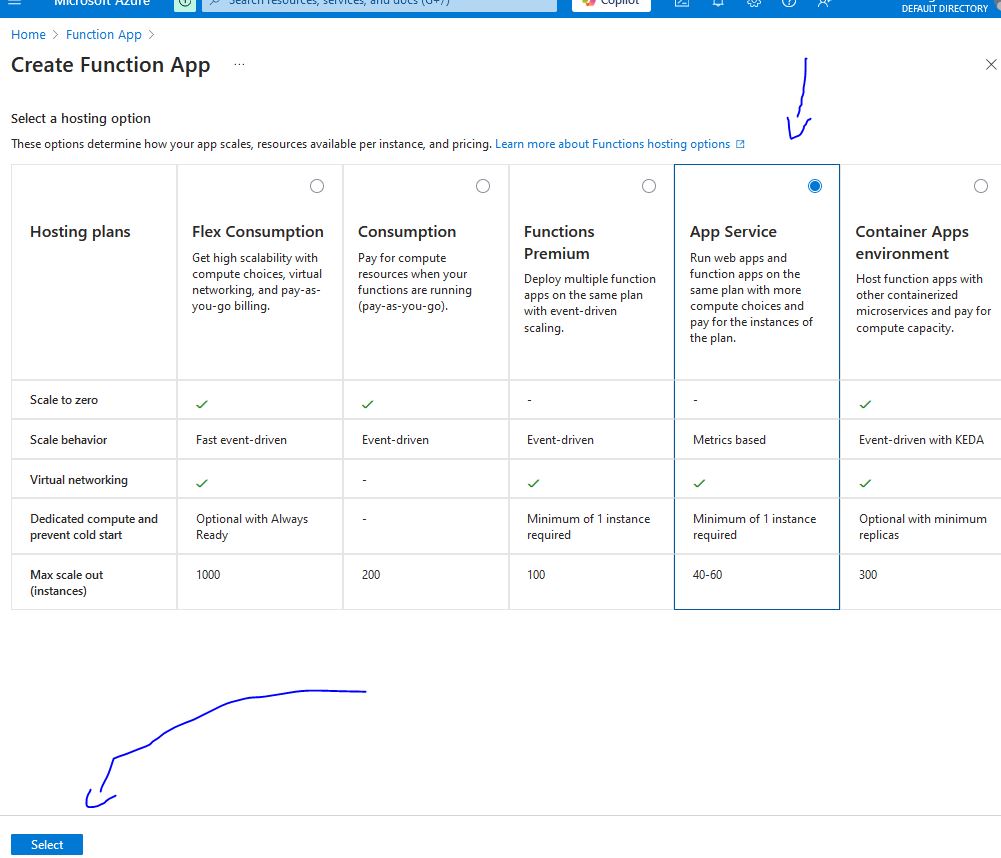 Microsoft Azure
Search resources, services, and docs (G+/)
Copilot
DEFAULT DIRECTORY
Home > Function App >
Create Function App ...
Select a hosting option
These options determine how your app scales, resources available per instance, and pricing. Learn more about Functions hosting options
Hosting plans
Flex Consumption
Get high scalability with
compute choices, virtual
networking, and pay-as-
you-go billing.
Consumption
Pay for compute
resources when your
functions are running
(pay-as-you-go).
Functions
Premium
Deploy multiple function
apps on the same plan
with event-driven
scaling.
App Service
Run web apps and
function apps on the
same plan with more
compute choices and
pay for the instances of
the plan.
Container Apps
environment
Host function apps with
other containerized
microservices and pay for
compute capacity.
Scale to zero - -
Scale behavior Fast event-driven Event-driven Event-driven Metrics based Event-driven with KEDA
Virtual networking -
Dedicated compute and
prevent cold start
Optional with Always
Ready
-
Minimum of 1 instance
required
Minimum of 1 instance
required
Optional with minimum
replicas
Max scale out
(instances)
1000 200 100 40-60 300
Select